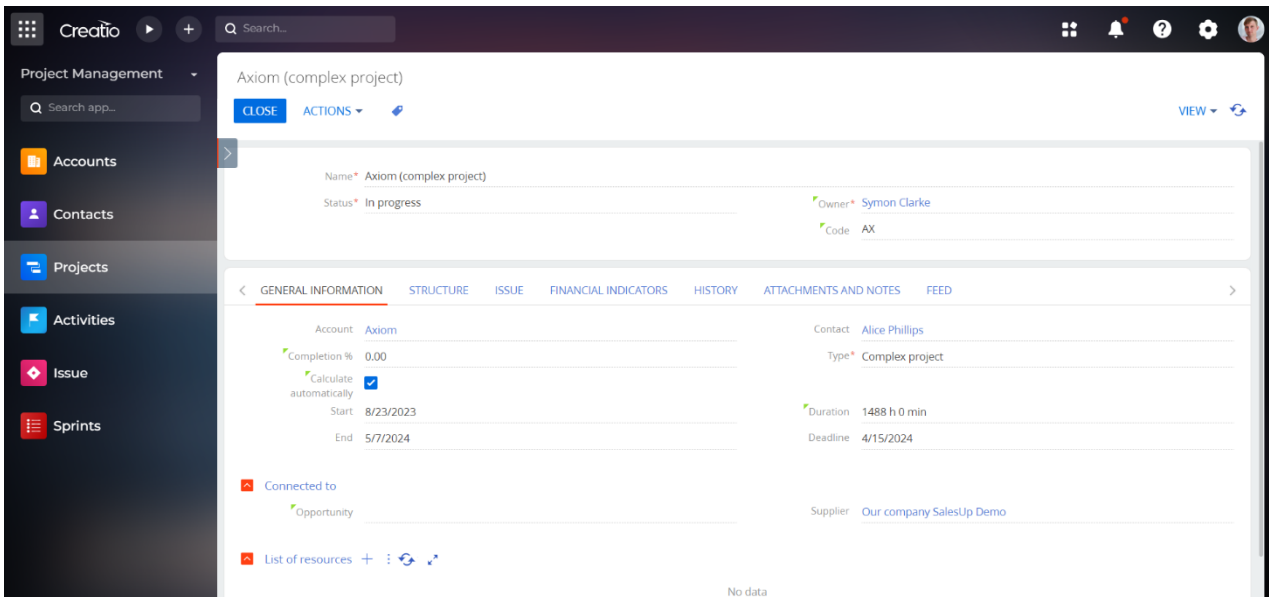 Creatio Search...
Project Management
Search app...
Accounts
Contacts
Projects
Activities
Issue
Sprints
Axiom (complex project)
CLOSE ACTIONS VIEW
Name* Axiom (complex project)
Status* In progress Owner* Symon Clarke
Code AX
GENERAL INFORMATION STRUCTURE ISSUE FINANCIAL INDICATORS HISTORY ATTACHMENTS AND NOTES FEED
Account Axiom Contact Alice Phillips
Completion % 0.00 Type* Complex project
Calculate
automatically
Start 8/23/2023 Duration 1488 h 0 min
End 5/7/2024 Deadline 4/15/2024
Connected to
Opportunity Supplier Our company SalesUp Demo
List of resources
No data